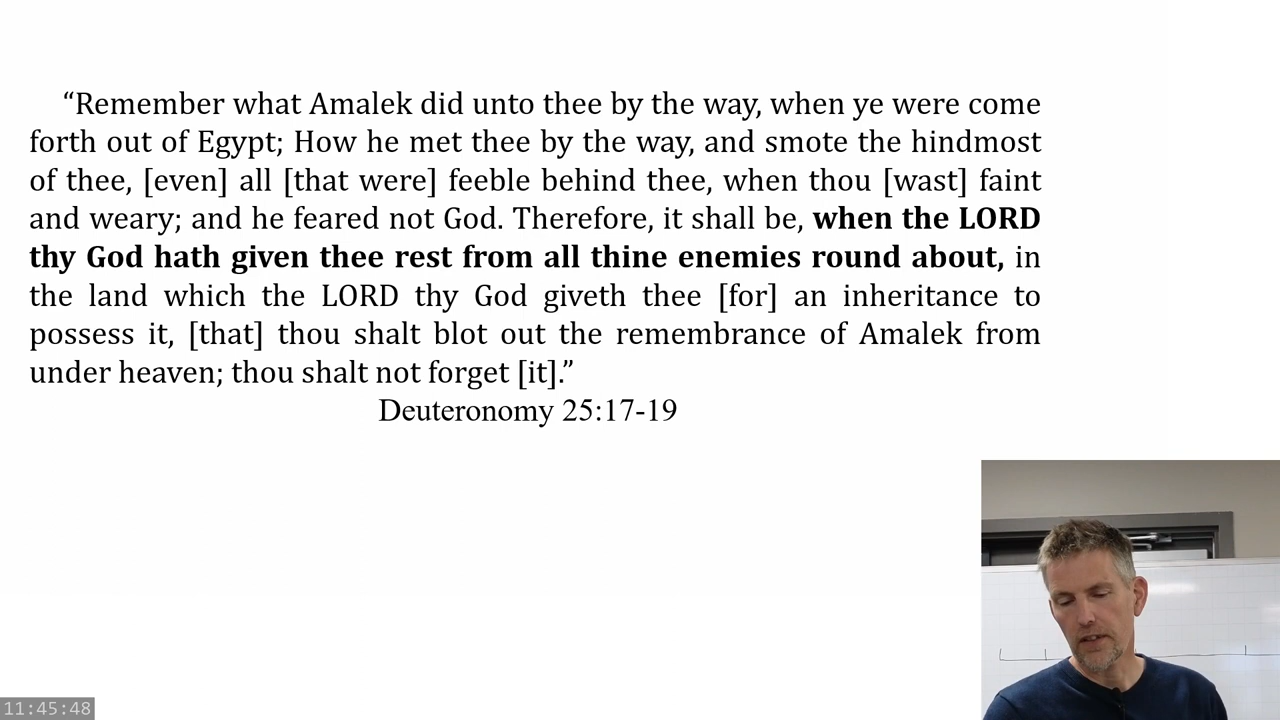 “Remember what Amalek did unto thee by the way, when ye were come
forth out of Egypt; How he met thee by the way, and smote the hindmost
of thee, [even] all [that were] feeble behind thee, when thou [wast] faint
and weary; and he feared not God. Therefore, it shall be, when the LORD
thy God hath given thee rest from all thine enemies round about, in
the land which the LORD thy God giveth thee [for] an inheritance to
possess it, [that] thou shalt blot out the remembrance of Amalek from
under heaven; thou shalt not forget [it].”
Deuteronomy 25:17-19
11:45:48